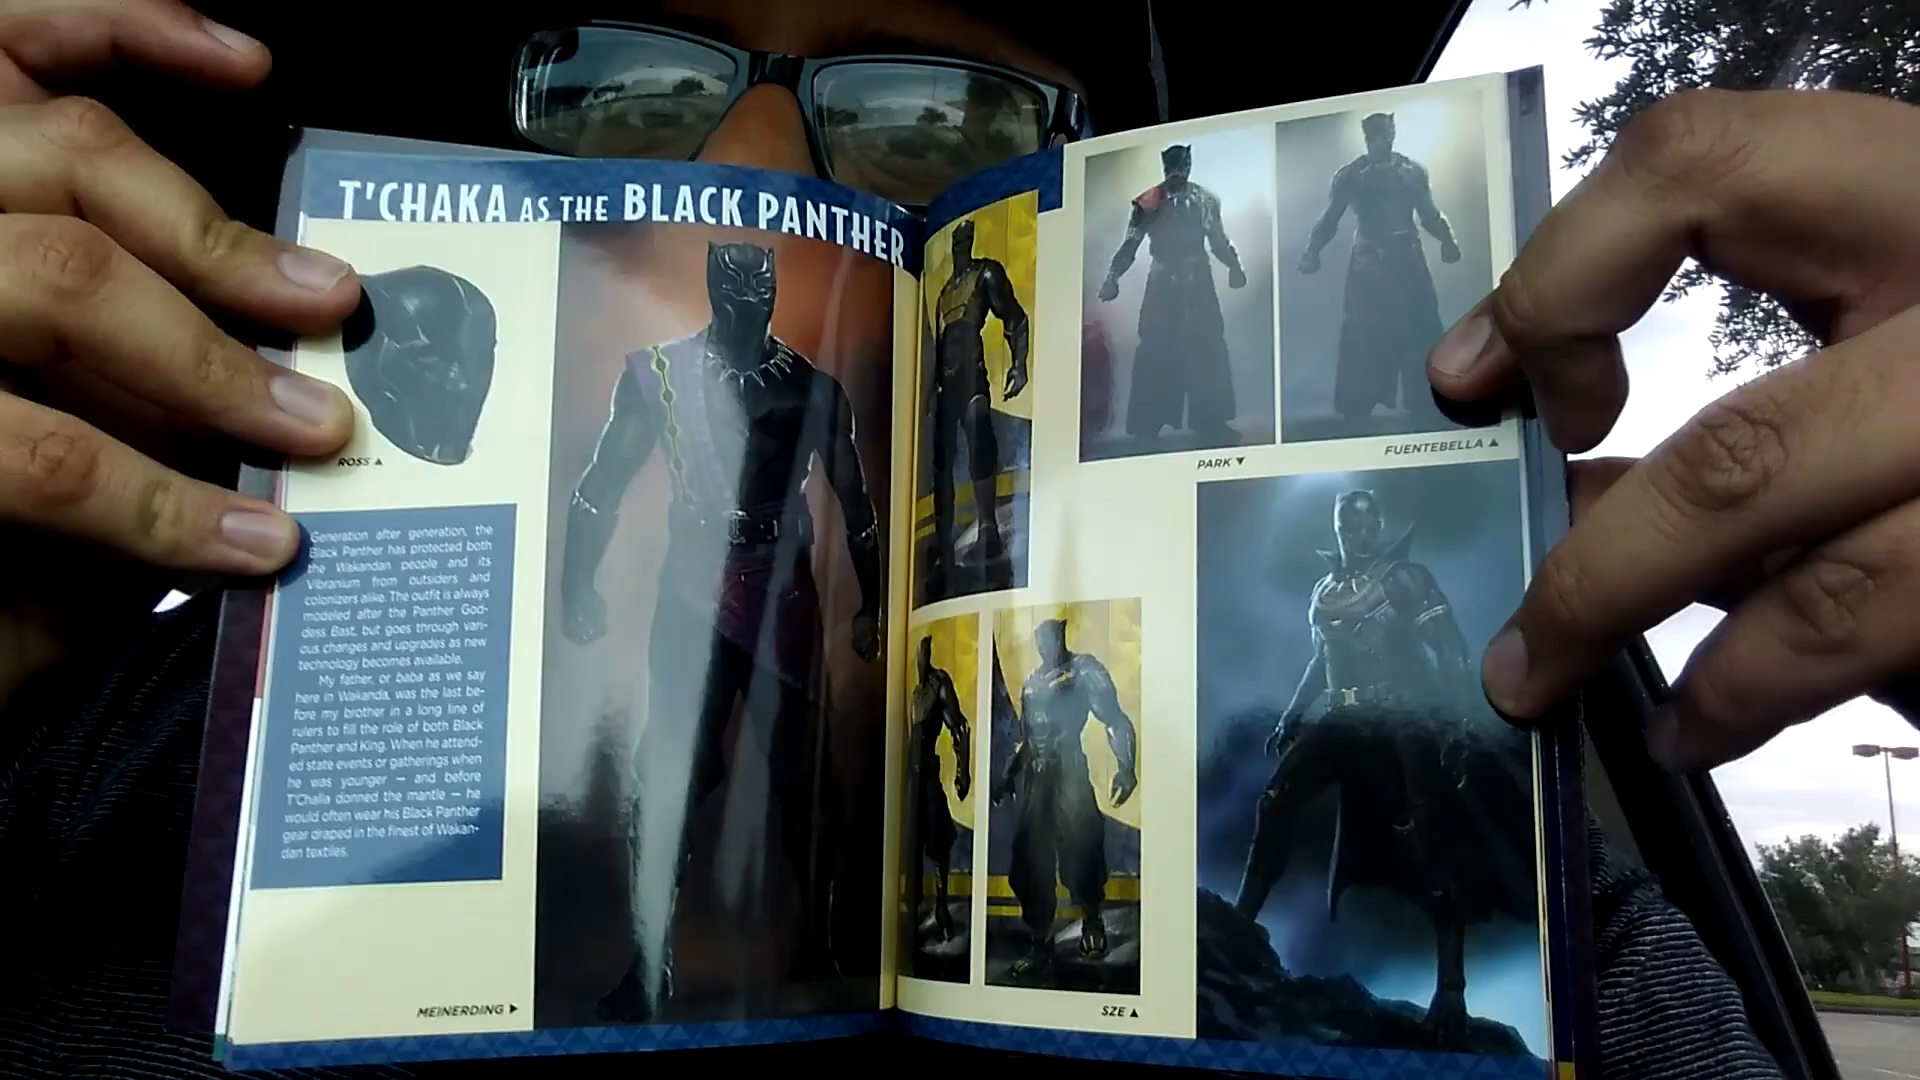 T'CHAKA AS THE BLACK PANTHER
ROSS ▲
Generation after generation, the
Black Panther has protected both
the Wakandan people and its
Vibranium from outsiders and
colonizers alike. The outfit is always
modeled after the Panther God-
dess Bast, but goes through vari-
ous changes and upgrades as new
technology becomes available.
My father, or baba as we say
here in Wakanda, was the last be-
fore my brother in a long line of
rulers to fill the role of both Black
Panther and King. When he attend-
ed state events or gatherings when
he was younger — and before
T'Challa donned the mantle — he
would often wear his Black Panther
gear draped in the finest of Wakan-
dan textiles.
MEINERDING ▶
FUENTEBELLA ▲
PARK ▼
SZE ▲